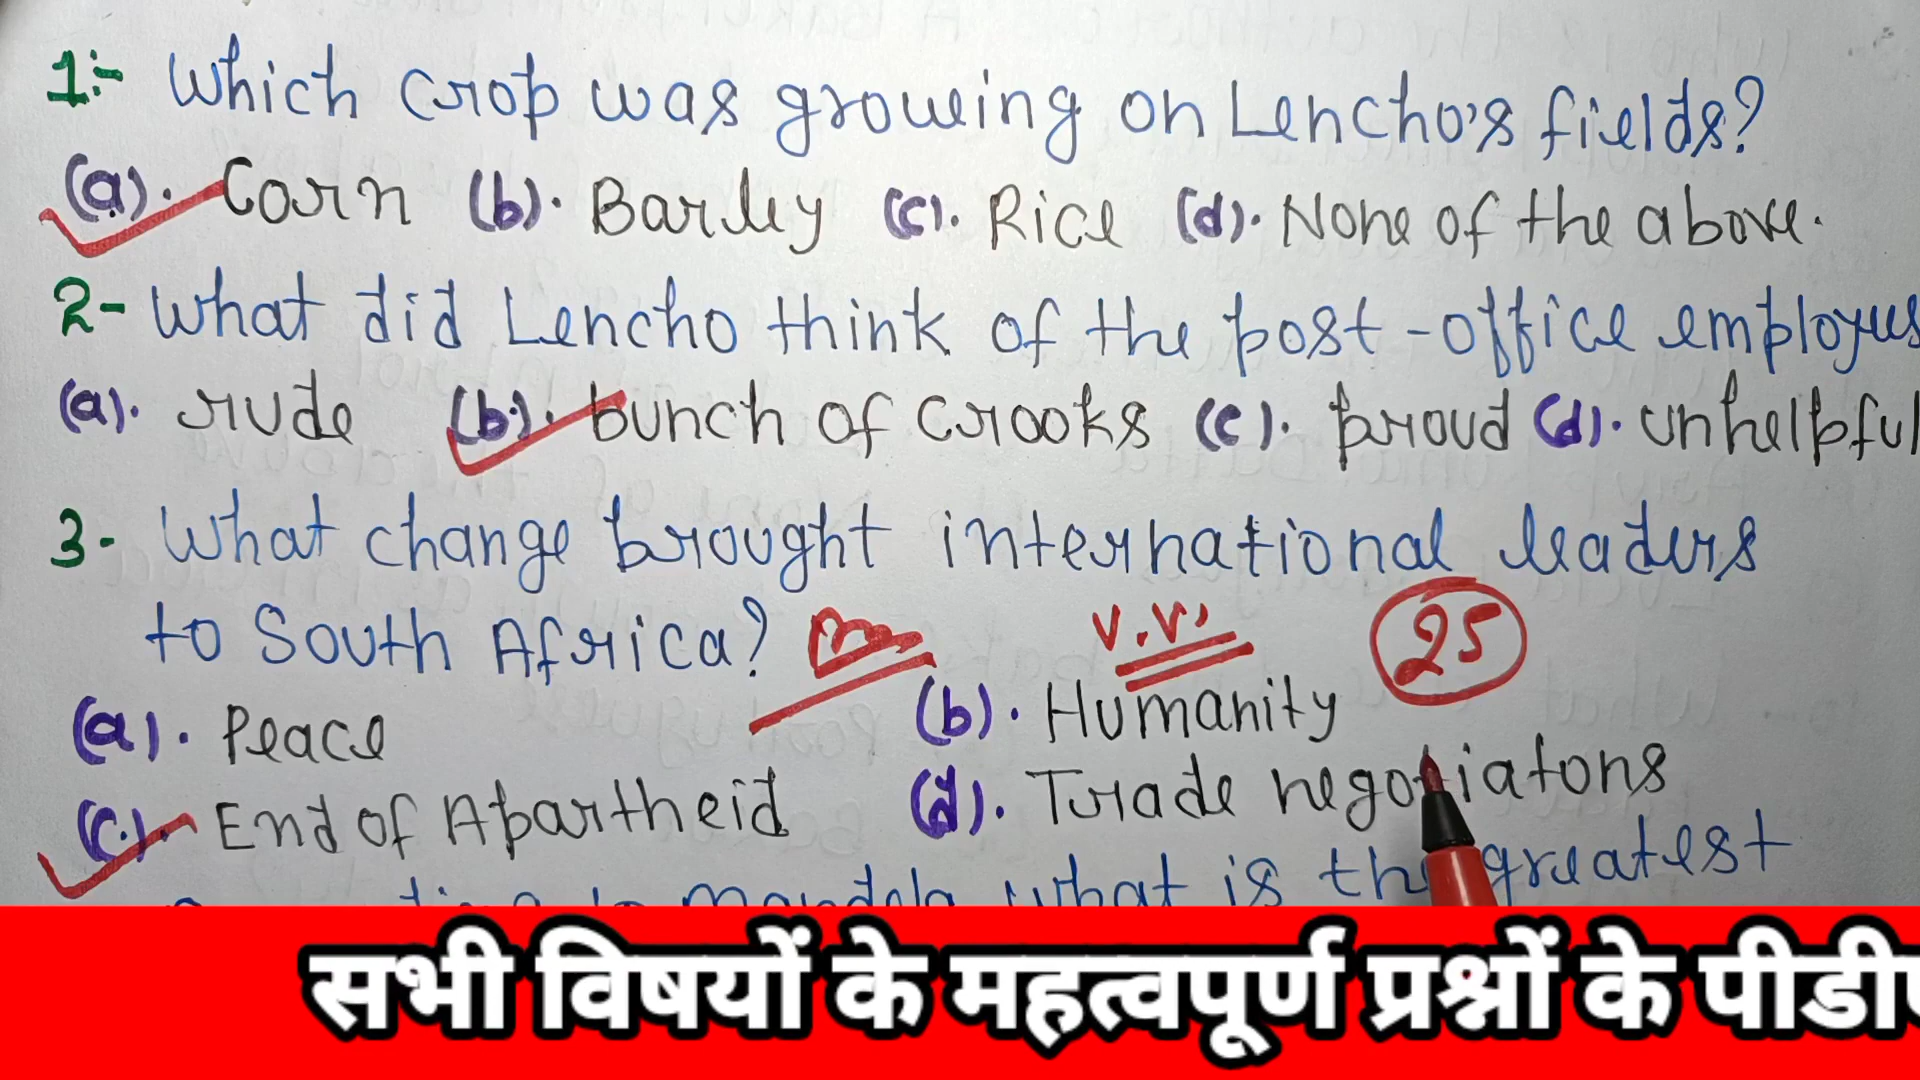 1:- Which crop was growing on Lencho's fields?
(a). Corn (b). Barley (c). Rice (d). None of the above.
2- What did Lencho think of the post-office employees
(a). rude (b). bunch of crooks (c). proud (d). unhelpful
3- What change brought international leaders
to South Africa? V.V, 25
(a). Peace (b). Humanity
(c). End of Apartheid (d). Trade negotiatons
mandela what is the greatest
सभी विषयों के महत्वपूर्ण प्रश्नों के पीडी